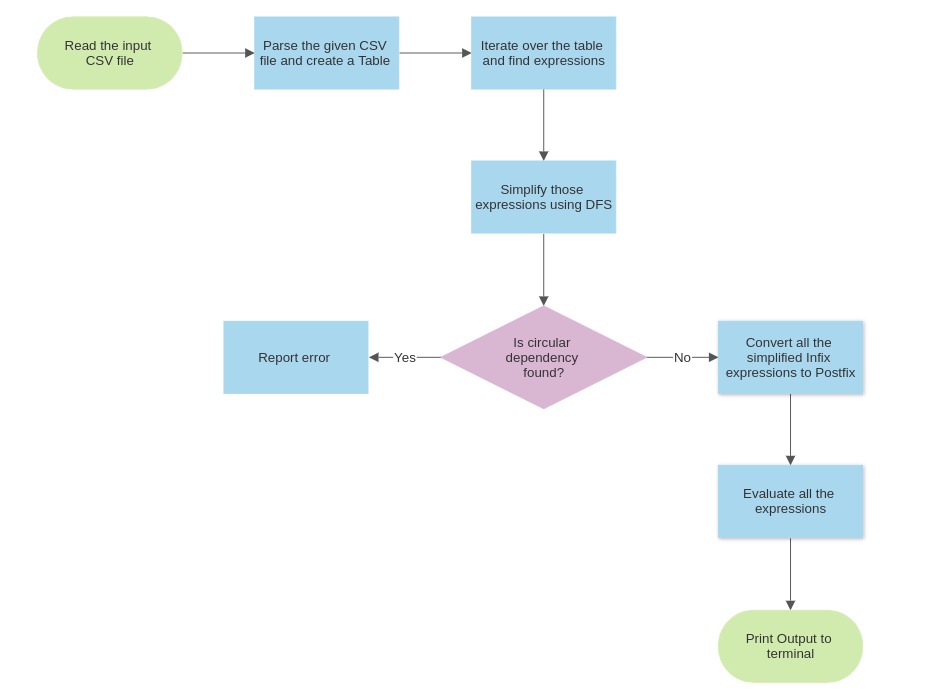 Read the input
CSV file
Parse the given CSV
file and create a Table
Iterate over the table
and find expressions
Simplify those
expressions using DFS
Is circular
dependency
found?
Yes
Report error
No
Convert all the
simplified Infix
expressions to Postfix
Evaluate all the
expressions
Print Output to
terminal